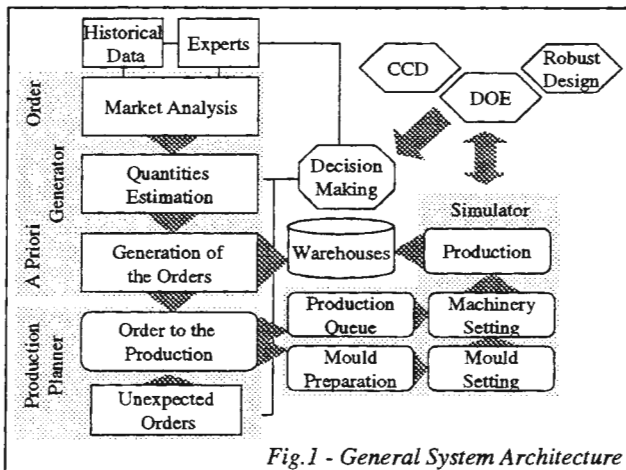 Historical
Data
Experts
CCD
Robust
Design
DOE
Order
Market Analysis
Generator
Quantities
Estimation
Decision
Making
Simulator
A Priori
Generation of
the Orders
Warehouses
Production
Production
Planner
Order to the
Production
Production
Queue
Machinery
Setting
Mould
Preparation
Mould
Setting
Unexpected
Orders
Fig.1 - General System Architecture